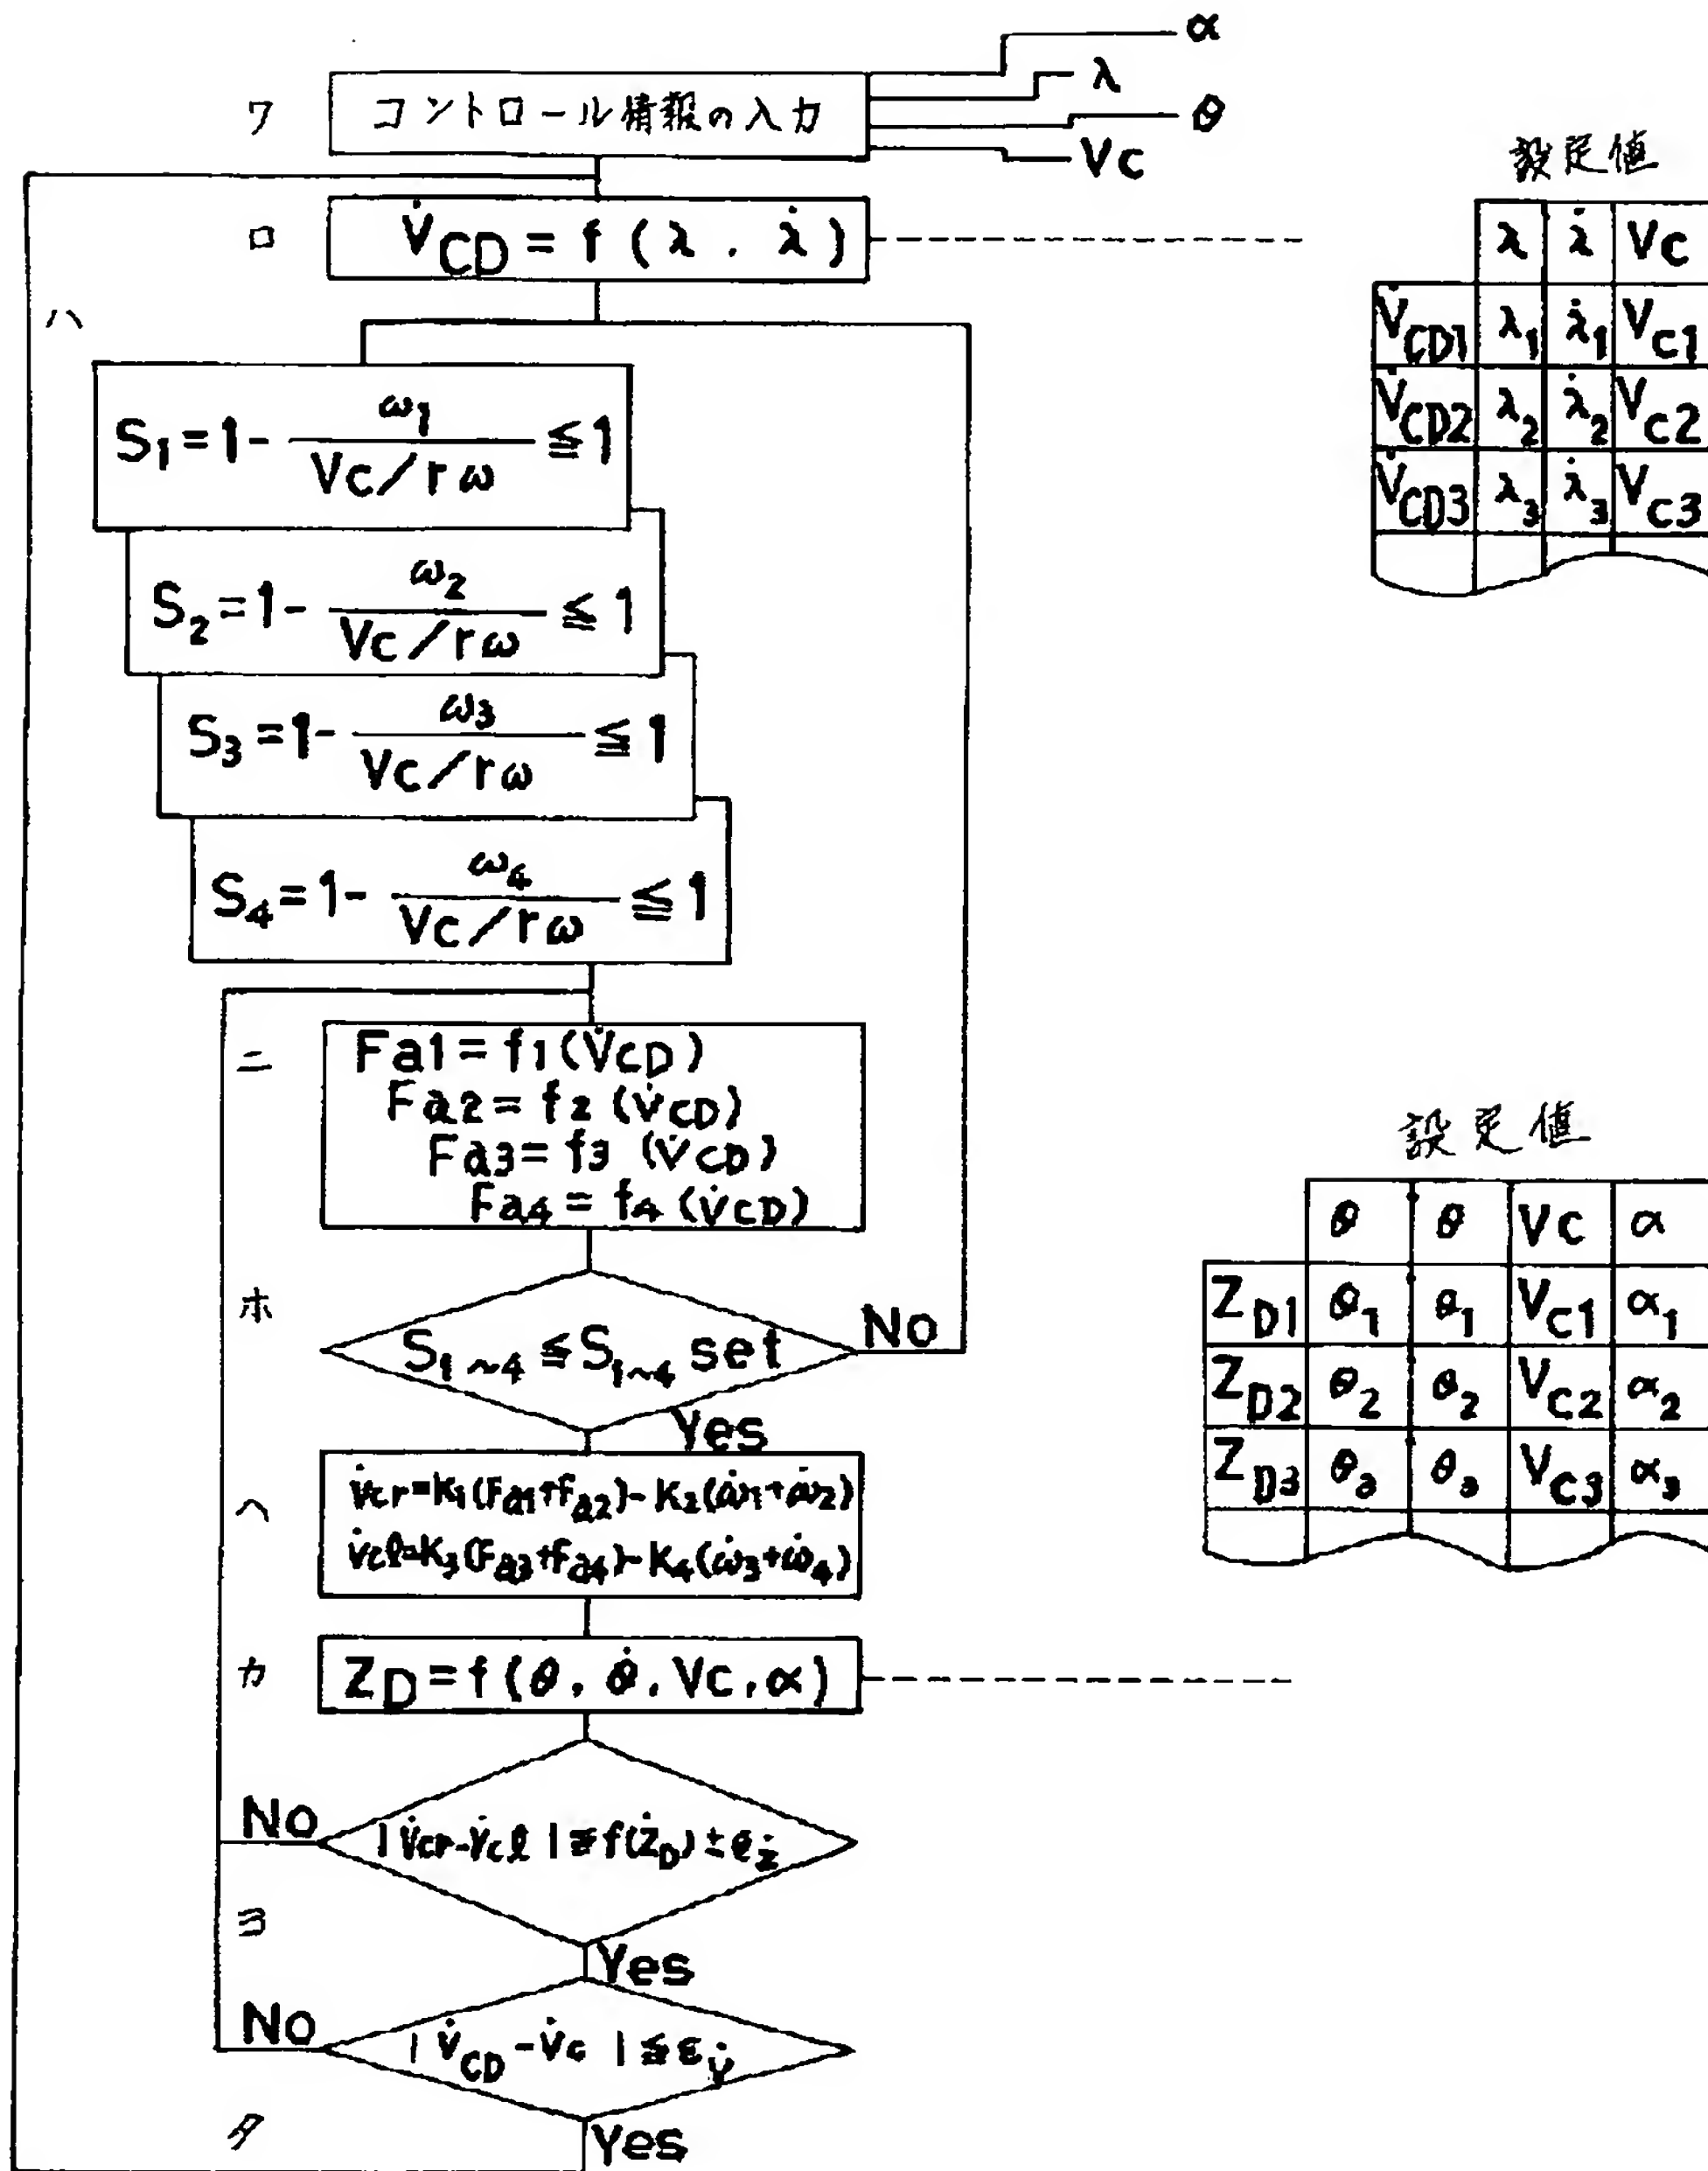 α
λ
ワ コントロール情報の入力 θ
Vc
設定値
ロ V̇CD = f ( λ . λ̇ )
λ λ̇ Vc
V̇CD1 λ1 λ̇1 Vc1
V̇CD2 λ2 λ̇2 Vc2
V̇CD3 λ3 λ̇3 Vc3
ハ
S1 = 1 - ω1 / (Vc/rω) ≦ 1
S2 = 1 - ω2 / (Vc/rω) ≦ 1
S3 = 1 - ω3 / (Vc/rω) ≦ 1
S4 = 1 - ω4 / (Vc/rω) ≦ 1
ニ Fa1 = f1 (V̇CD)
Fa2 = f2 (V̇CD)
Fa3 = f3 (V̇CD)
Fa4 = f4 (V̇CD)
設定値
θ θ Vc α
ZD1 θ1 θ1 Vc1 α1
ZD2 θ2 θ2 Vc2 α2
ZD3 θ3 θ3 Vc3 α3
ホ S1~4 ≦ S1~4 set No
Yes
ヘ V̇cr=K1(Fa1+Fa2)-K2(ω̇1+ω̇2)
V̇cl=K3(Fa3+Fa4)-K4(ω̇3+ω̇4)
カ ZD = f ( θ, θ̇, Vc, α )
No
| V̇cr-V̇cl | f(ŻD) ±
ヨ
Yes
No
| V̇CD - V̇c | ≦ εv̇
タ
Yes